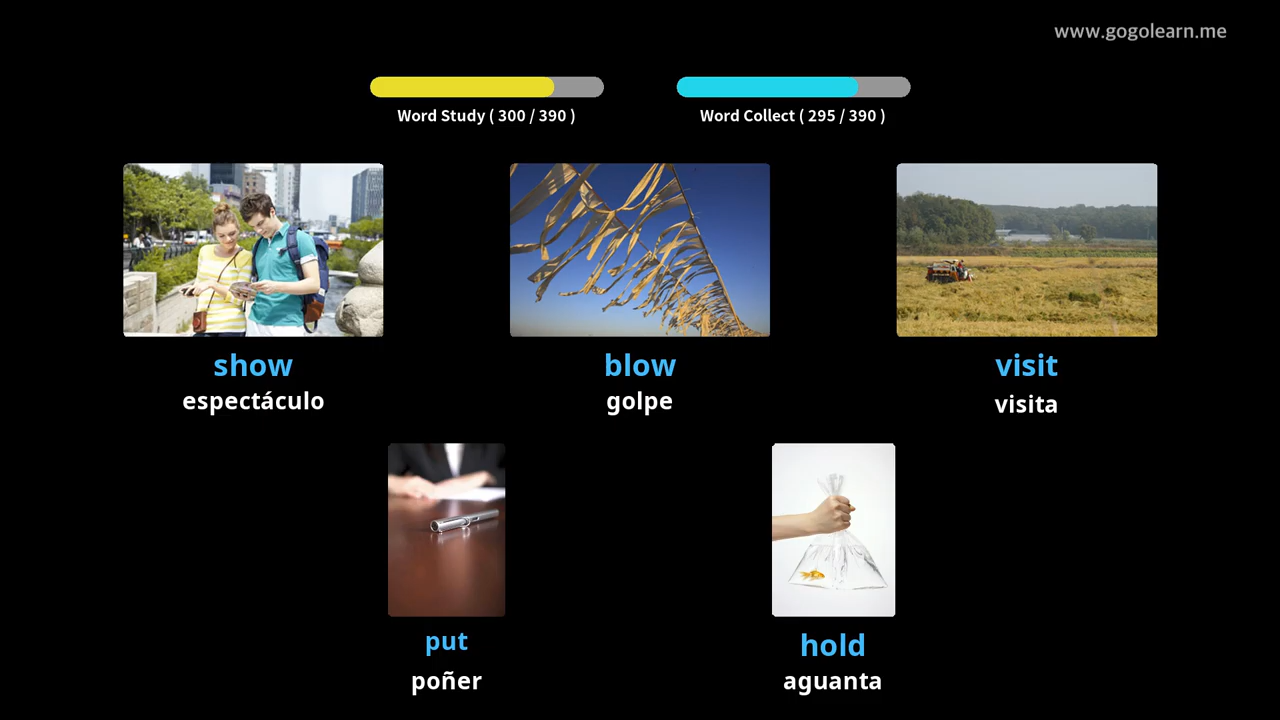 www.gogolearn.me
Word Study ( 300 / 390 )
Word Collect ( 295 / 390 )
show
espectáculo
blow
golpe
visit
visita
put
poñer
hold
aguanta